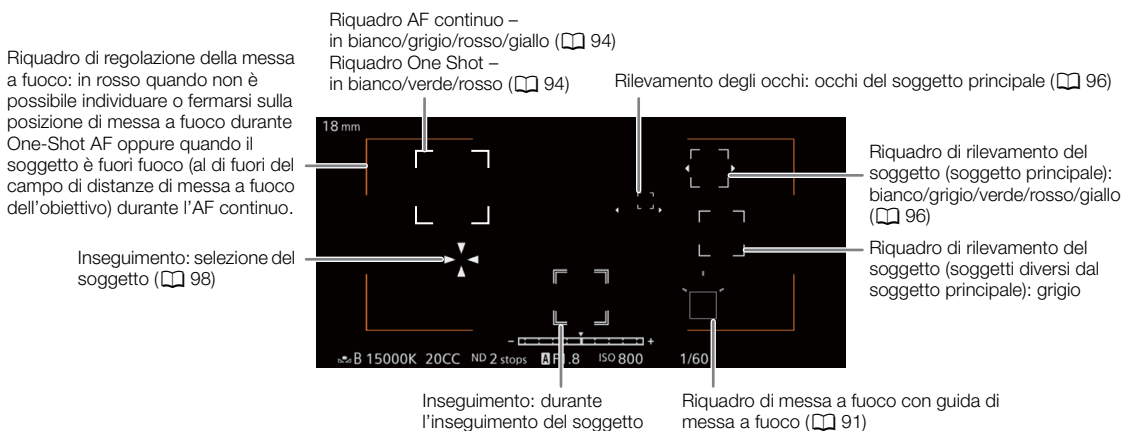 Riquadro AF continuo –
in bianco/grigio/rosso/giallo (📖 94)
Riquadro One Shot –
in bianco/verde/rosso (📖 94)
Riquadro di regolazione della messa
a fuoco: in rosso quando non è
possibile individuare o fermarsi sulla
posizione di messa a fuoco durante
One-Shot AF oppure quando il
soggetto è fuori fuoco (al di fuori del
campo di distanze di messa a fuoco
dell'obiettivo) durante l'AF continuo.
Rilevamento degli occhi: occhi del soggetto principale (📖 96)
18 mm
Riquadro di rilevamento del
soggetto (soggetto principale):
bianco/grigio/verde/rosso/giallo
(📖 96)
Inseguimento: selezione del
soggetto (📖 98)
Riquadro di rilevamento del
soggetto (soggetti diversi dal
soggetto principale): grigio
- +
B 15000K 20CC ND 2 stops A F1.8 ISO 800 1/60
Inseguimento: durante
l'inseguimento del soggetto
Riquadro di messa a fuoco con guida di
messa a fuoco (📖 91)